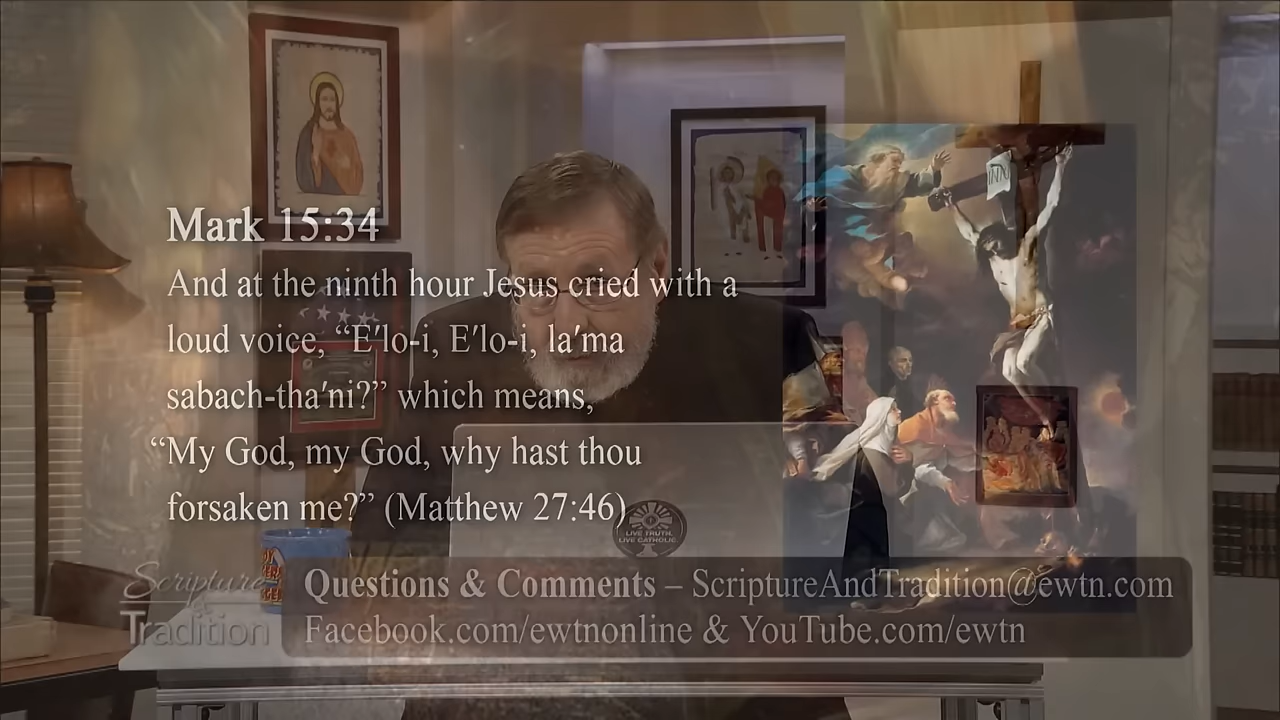 Mark 15:34
And at the ninth hour Jesus cried with a
loud voice, “E′lo-i, E′lo-i, la′ma
sabach-tha′ni?” which means,
“My God, my God, why hast thou
forsaken me?” (Matthew 27:46)
INRI
LIVE TRUTH.
LIVE CATHOLIC.
Scripture
&
Tradition
Questions & Comments – ScriptureAndTradition@ewtn.com
Facebook.com/ewtnonline & YouTube.com/ewtn